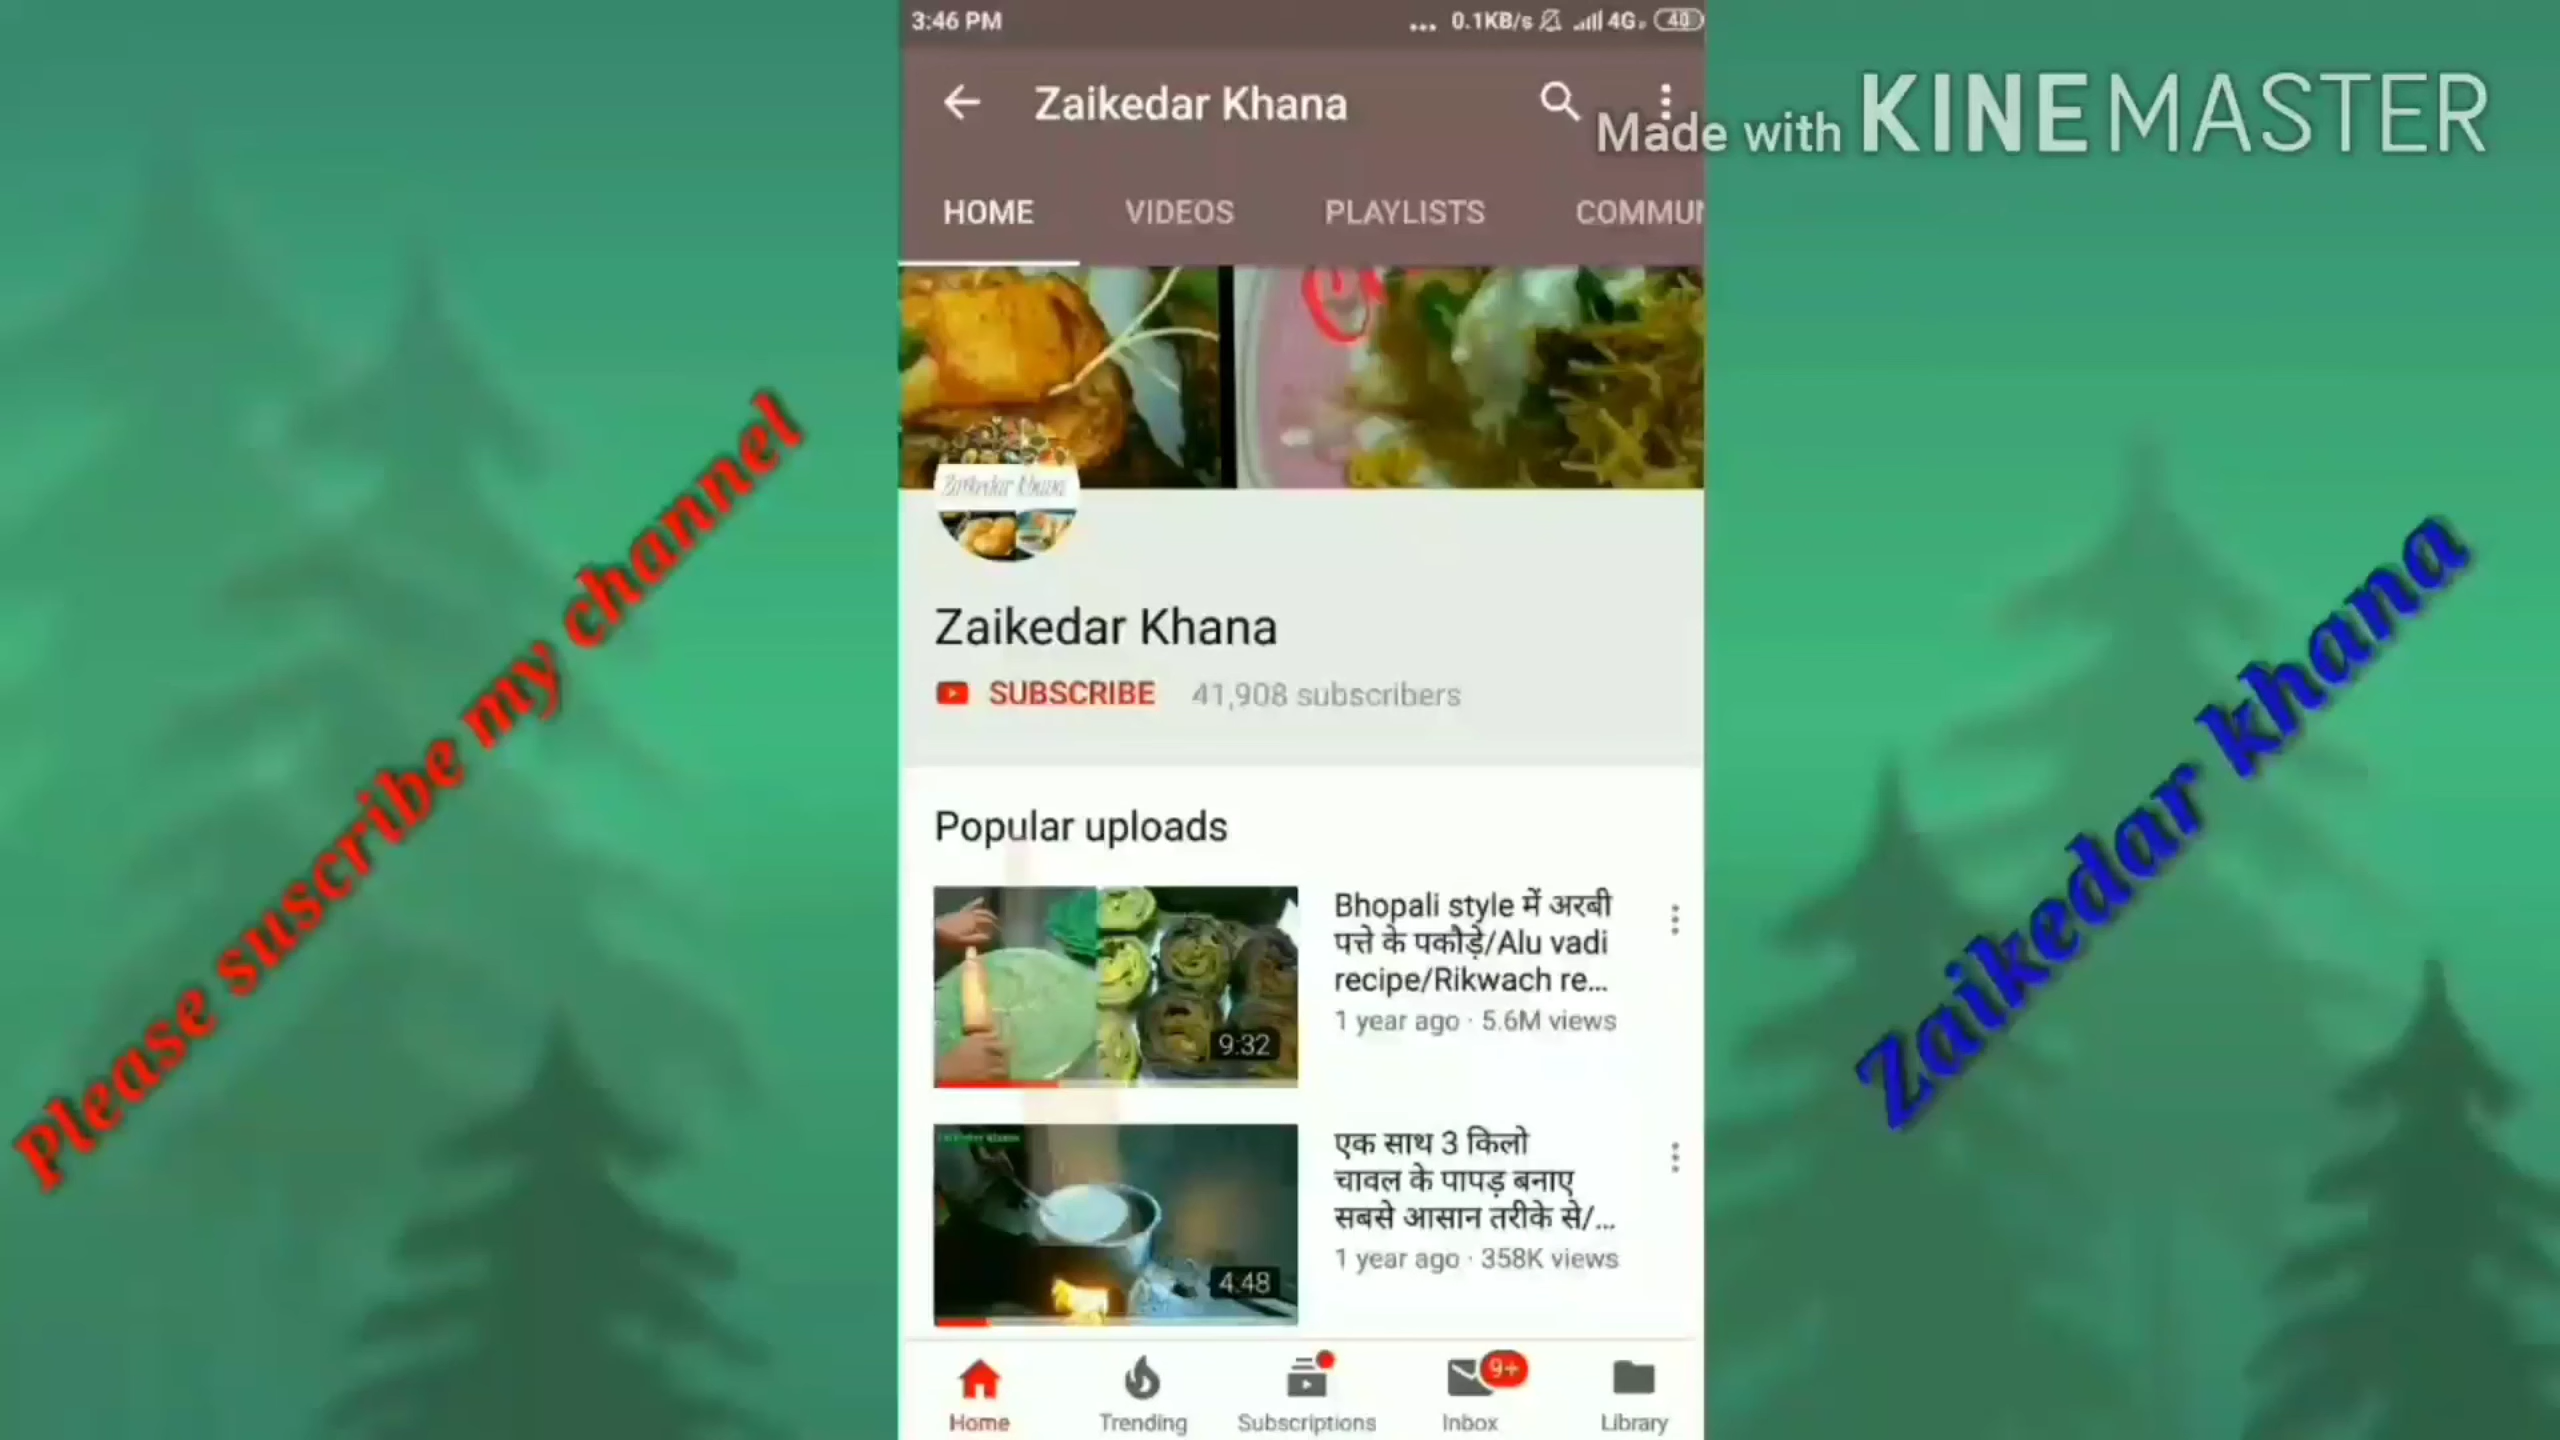 3:46 PM
... 0.1KB/s 4G 40
Zaikedar Khana
Made with KINEMASTER
HOME VIDEOS PLAYLISTS COMMUN
Zaikedar Khana
Zaikedar Khana
SUBSCRIBE 41,908 subscribers
Please suscribe my channel
Zaikedar khana
Popular uploads
Bhopali style में अरबी
पत्ते के पकौड़े/Alu vadi
recipe/Rikwach re...
1 year ago · 5.6M views
9:32
एक साथ 3 किलो
चावल के पापड़ बनाए
सबसे आसान तरीके से/...
1 year ago · 358K views
4:48
Home Trending Subscriptions Inbox 9+ Library